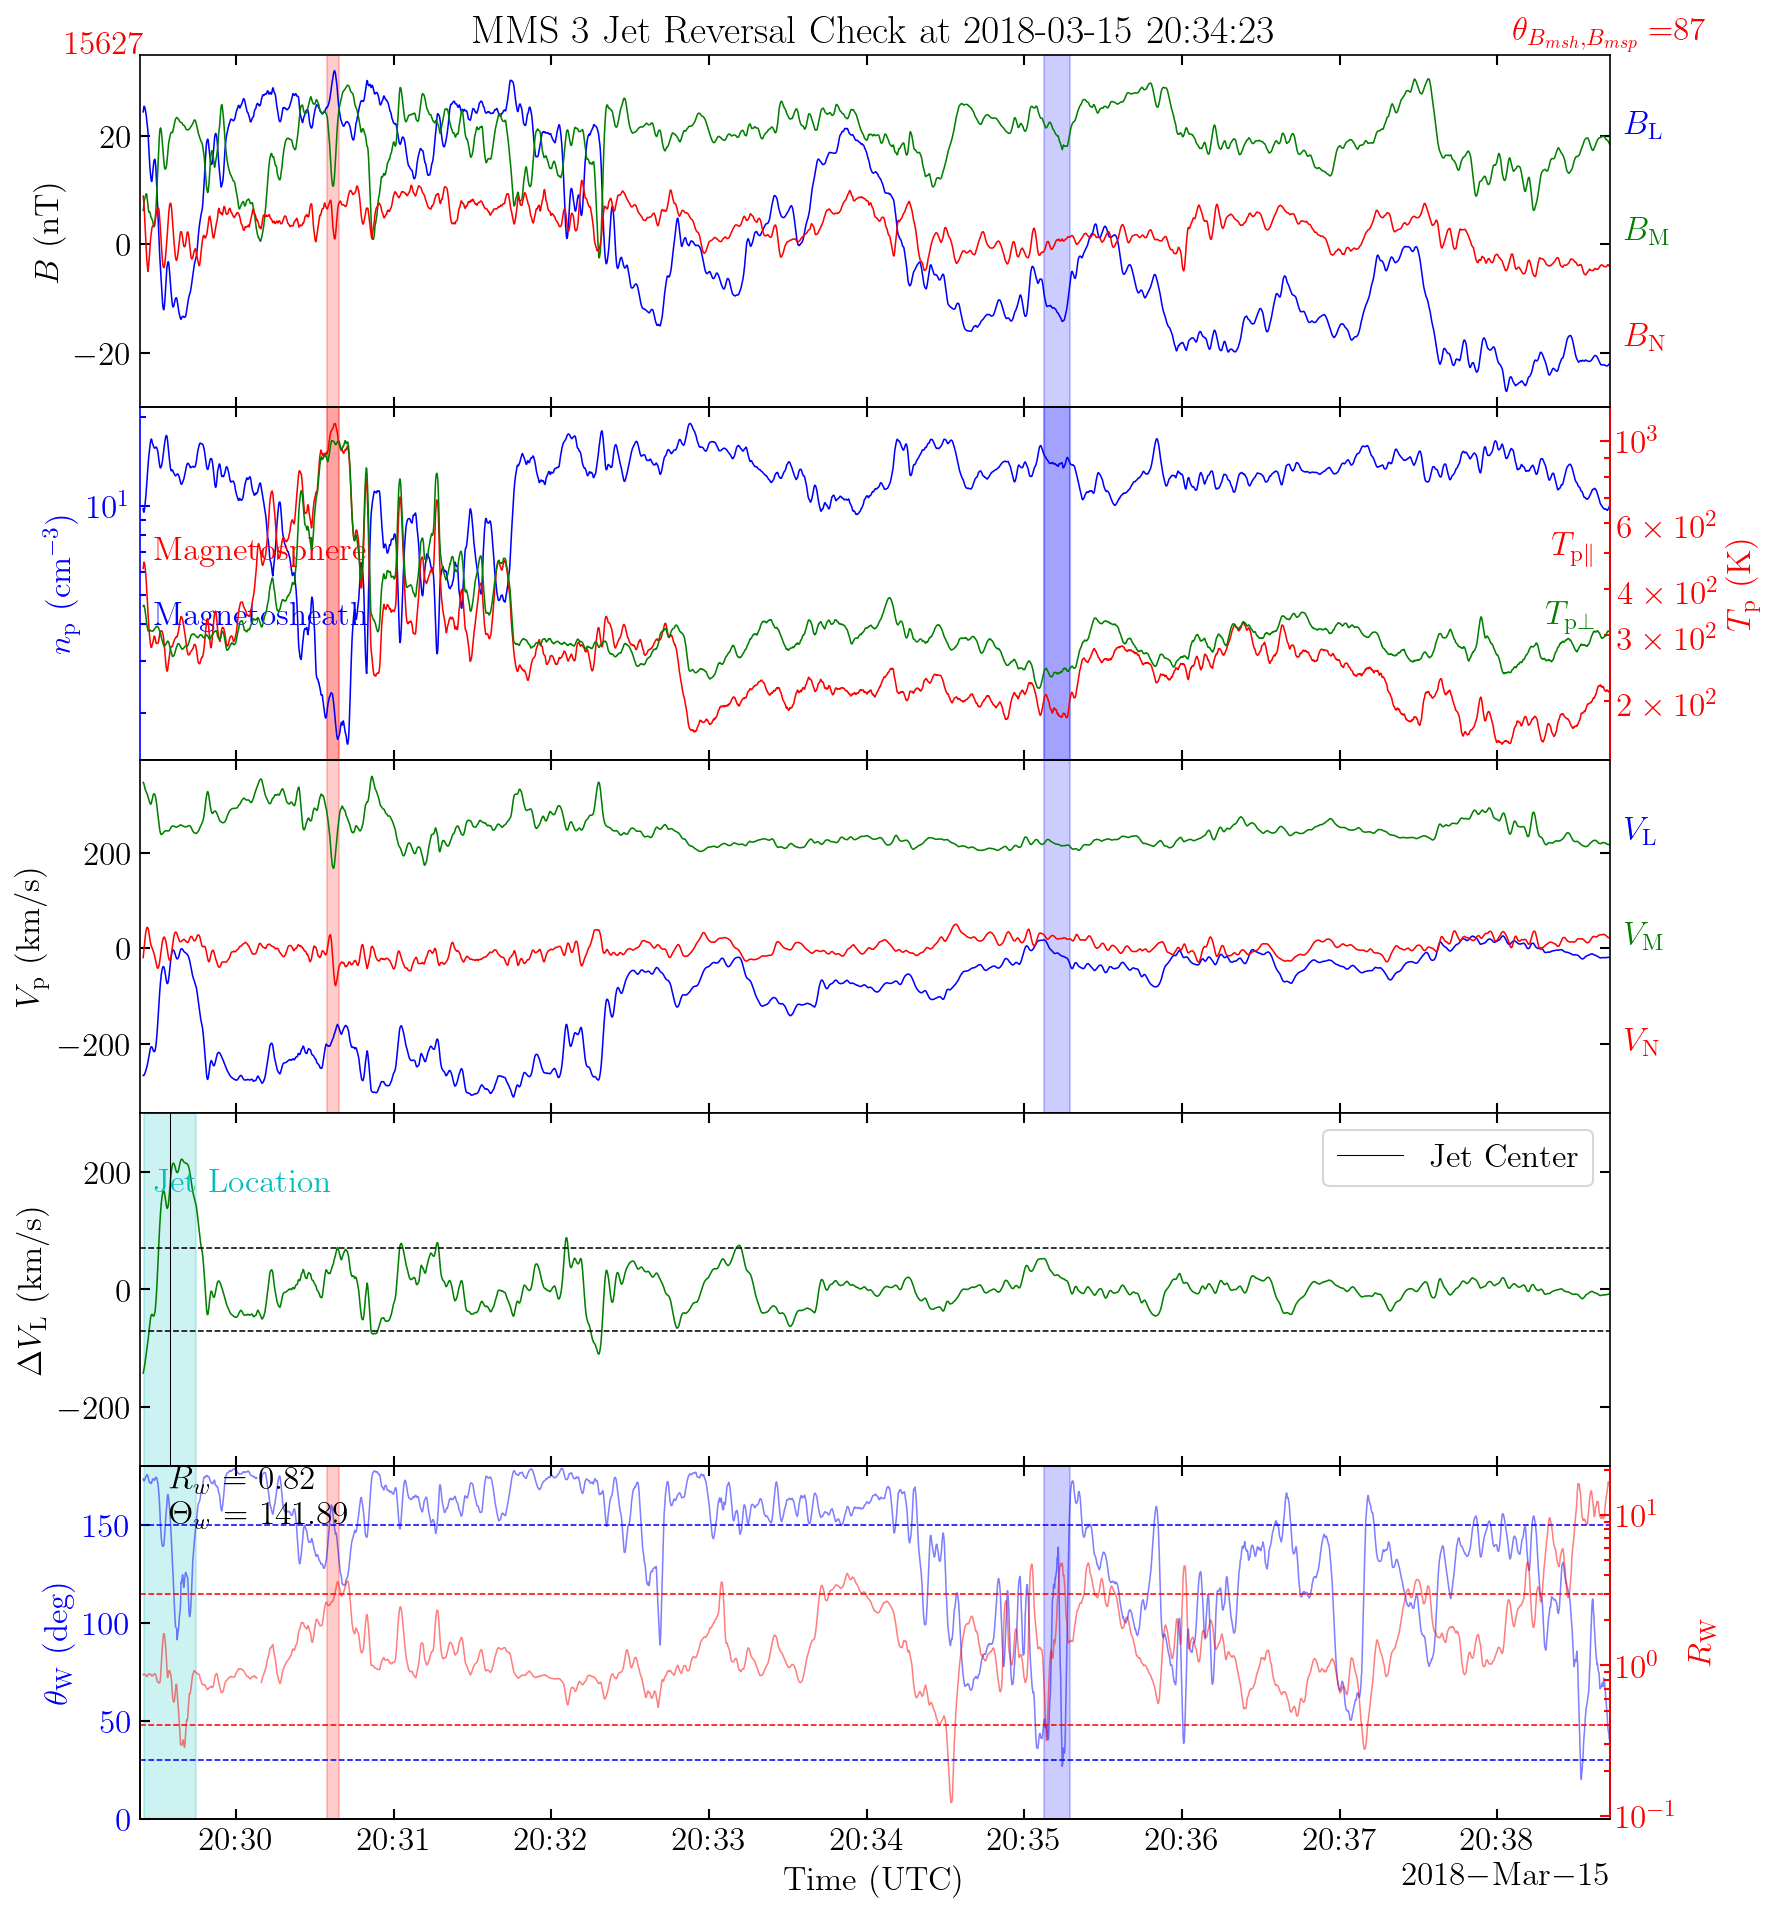 MMS 3 Jet Reversal Check at 2018-03-15 20:34:23
15627
θ_{B_{msh},B_{msp}} =87
B (nT)
20
0
−20
B_L
B_M
B_N
n_p (cm^{−3})
10^1
Magnetosphere
Magnetosheath
T_{p∥}
T_{p⊥}
10^3
6 × 10^2
4 × 10^2
3 × 10^2
2 × 10^2
T_p (K)
V_p (km/s)
200
0
−200
V_L
V_M
V_N
ΔV_L (km/s)
200
0
−200
Jet Location
Jet Center
R_w = 0.82
Θ_w = 141.89
θ_W (deg)
150
100
50
0
10^1
10^0
10^{−1}
R_W
20:30 20:31 20:32 20:33 20:34 20:35 20:36 20:37 20:38
Time (UTC)
2018−Mar−15